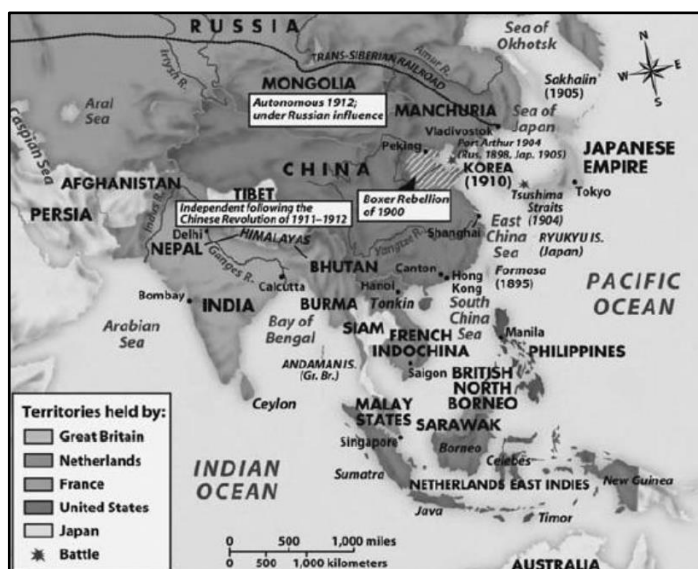 RUSSIA
Sea of
Okhotsk
N
W
E
S
Irtysh R.
TRANS-SIBERIAN RAILROAD
Amur R.
MONGOLIA
Autonomous 1912;
under Russian influence
Sakhalin
(1905)
Aral
Sea
MANCHURIA
Sea of
Japan
Vladivostok
Caspian Sea
Port Arthur 1904
(Rus. 1898, Jap. 1905)
Peking
KOREA
(1910)
JAPANESE
EMPIRE
CHINA
Tokyo
AFGHANISTAN
TIBET
Boxer Rebellion
of 1900
Tsushima
Straits
(1904)
PERSIA
Independent following the
Chinese Revolution of 1911–1912
Delhi
HIMALAYAS
Shanghai
Yangtze R.
East
China
Sea
RYUKYU IS.
(Japan)
NEPAL
Ganges R.
BHUTAN
Canton
Hong
Kong
Formosa
(1895)
PACIFIC
OCEAN
Calcutta
Hanoi
Tonkin
Bombay
INDIA
BURMA
South
China
Sea
Arabian
Sea
Bay of
Bengal
SIAM
FRENCH
INDOCHINA
Manila
PHILIPPINES
ANDAMAN IS.
(Gr. Br.)
Saigon
BRITISH
NORTH
BORNEO
Ceylon
MALAY
STATES
SARAWAK
Territories held by:
Great Britain
Netherlands
France
United States
Japan
Battle
Singapore
Borneo
Celebes
INDIAN
OCEAN
Sumatra
NETHERLANDS EAST INDIES
New Guinea
Java
Timor
0 500 1,000 miles
0 500 1,000 kilometers
AUSTRALIA